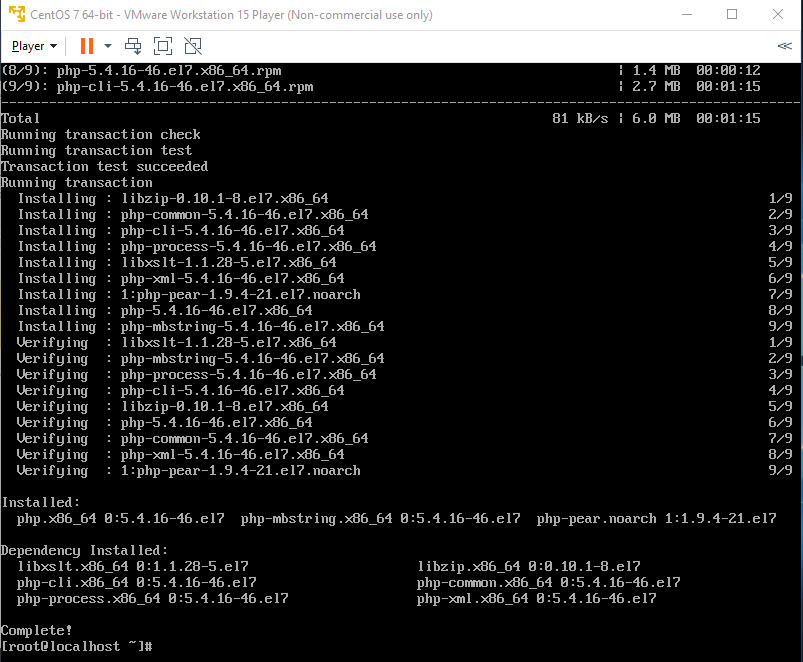 CentOS 7 64-bit - VMware Workstation 15 Player (Non-commercial use only)
Player
(8/9): php-5.4.16-46.el7.x86_64.rpm | 1.4 MB 00:00:12
(9/9): php-cli-5.4.16-46.el7.x86_64.rpm | 2.7 MB 00:01:15
--------------------------------------------------------------------------------
Total 81 kB/s | 6.0 MB 00:01:15
Running transaction check
Running transaction test
Transaction test succeeded
Running transaction
Installing : libzip-0.10.1-8.el7.x86_64 1/9
Installing : php-common-5.4.16-46.el7.x86_64 2/9
Installing : php-cli-5.4.16-46.el7.x86_64 3/9
Installing : php-process-5.4.16-46.el7.x86_64 4/9
Installing : libxslt-1.1.28-5.el7.x86_64 5/9
Installing : php-xml-5.4.16-46.el7.x86_64 6/9
Installing : 1:php-pear-1.9.4-21.el7.noarch 7/9
Installing : php-5.4.16-46.el7.x86_64 8/9
Installing : php-mbstring-5.4.16-46.el7.x86_64 9/9
Verifying : libxslt-1.1.28-5.el7.x86_64 1/9
Verifying : php-mbstring-5.4.16-46.el7.x86_64 2/9
Verifying : php-process-5.4.16-46.el7.x86_64 3/9
Verifying : php-cli-5.4.16-46.el7.x86_64 4/9
Verifying : libzip-0.10.1-8.el7.x86_64 5/9
Verifying : php-5.4.16-46.el7.x86_64 6/9
Verifying : php-common-5.4.16-46.el7.x86_64 7/9
Verifying : php-xml-5.4.16-46.el7.x86_64 8/9
Verifying : 1:php-pear-1.9.4-21.el7.noarch 9/9
Installed:
php.x86_64 0:5.4.16-46.el7 php-mbstring.x86_64 0:5.4.16-46.el7 php-pear.noarch 1:1.9.4-21.el7
Dependency Installed:
libxslt.x86_64 0:1.1.28-5.el7 libzip.x86_64 0:0.10.1-8.el7
php-cli.x86_64 0:5.4.16-46.el7 php-common.x86_64 0:5.4.16-46.el7
php-process.x86_64 0:5.4.16-46.el7 php-xml.x86_64 0:5.4.16-46.el7
Complete!
[root@localhost ~]#